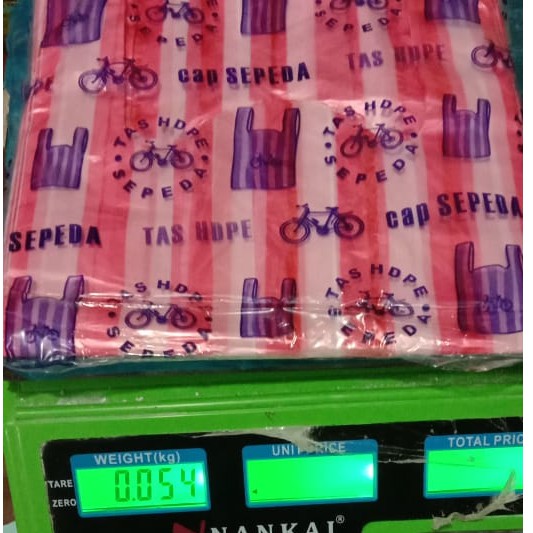 SEPEDA
TAS HDPE
cap SEPEDA
TAS HDPE
SEPEDA
TAS HDPE
SEPEDA
SEPEDA
TAS HDPE
cap SEPEDA
TAS HDPE
SEPEDA
TAS HDPE
SEPEDA
WEIGHT(kg)
UNIT PRICE
TOTAL PRIC
TARE
ZERO
0.054
NANKAI®